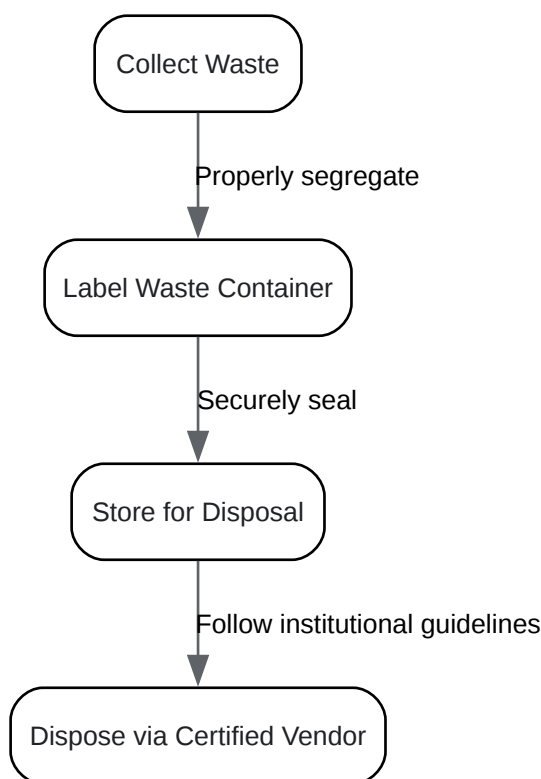 Collect Waste
Properly segregate
Label Waste Container
Securely seal
Store for Disposal
Follow institutional guidelines
Dispose via Certified Vendor